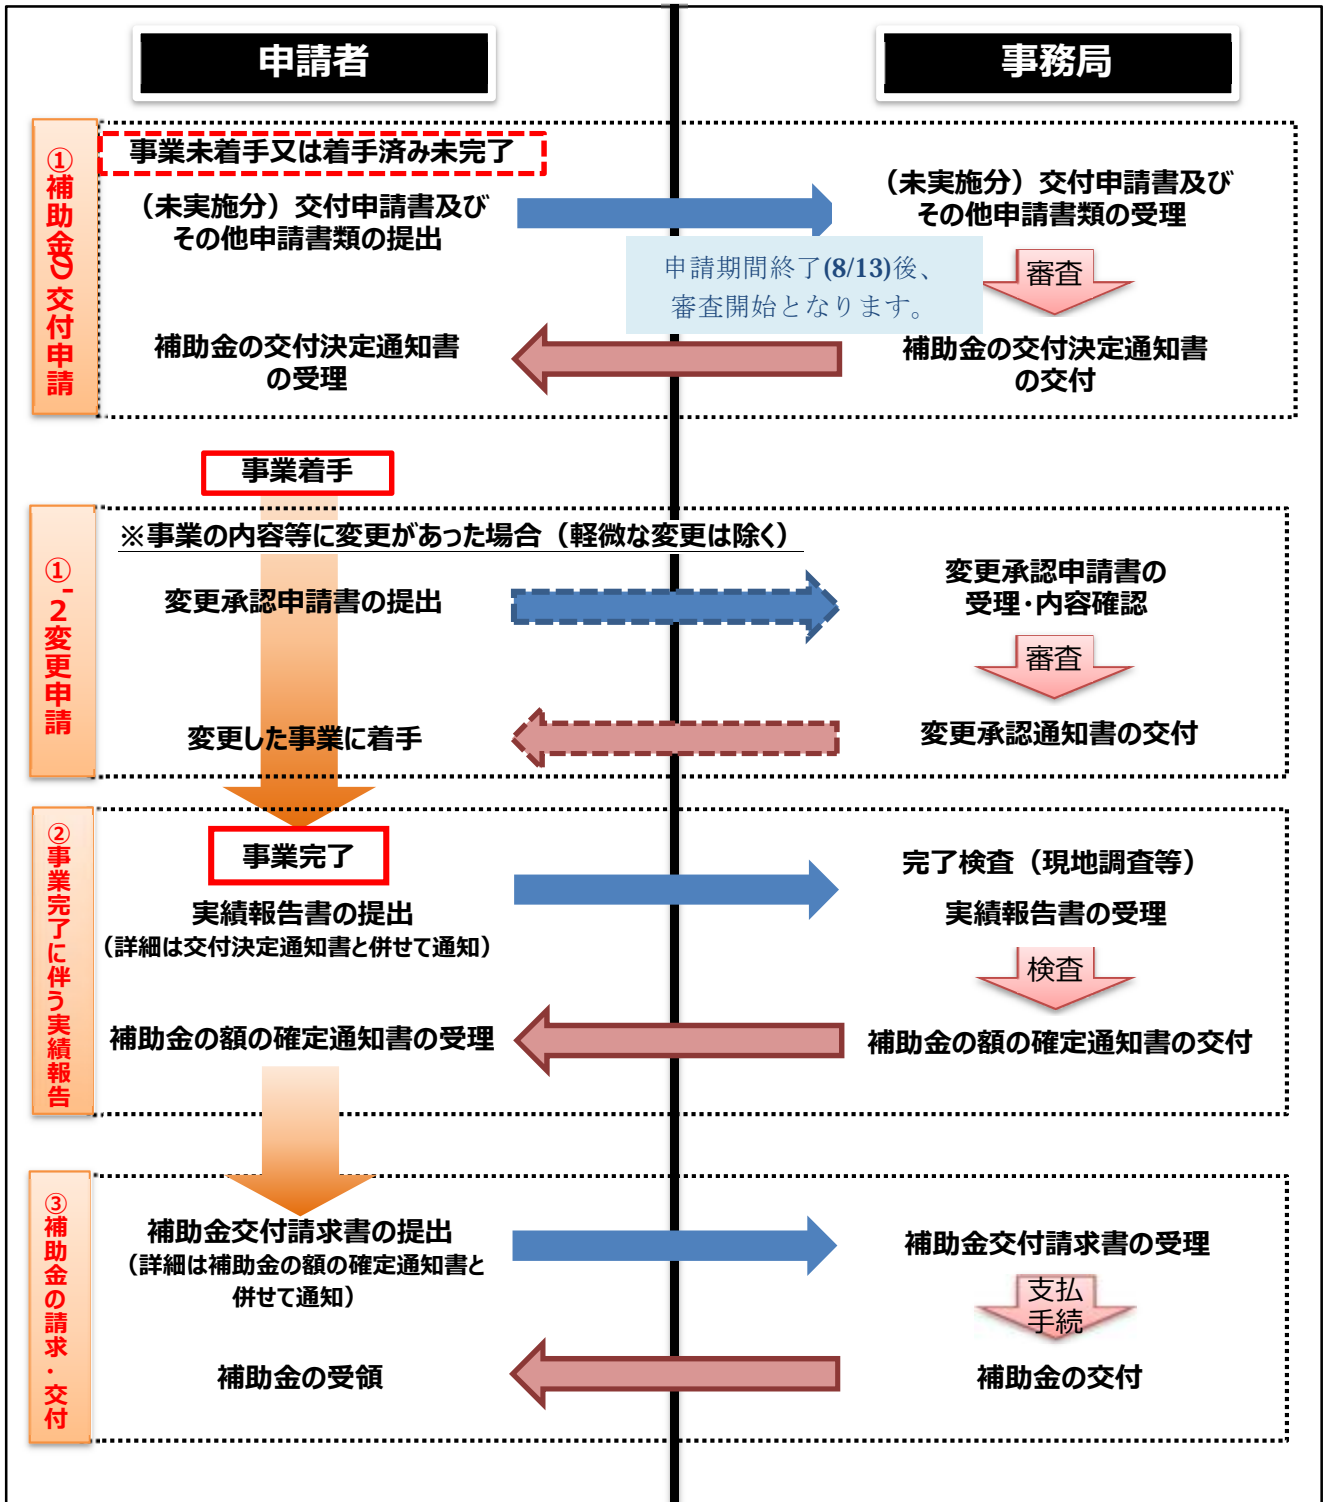 申請者
事務局
①補助金の交付申請
事業未着手又は着手済み未完了
（未実施分）交付申請書及び
その他申請書類の提出
（未実施分）交付申請書及び
その他申請書類の受理
申請期間終了(8/13)後、
審査開始となります。
審査
補助金の交付決定通知書
の受理
補助金の交付決定通知書
の交付
事業着手
①-2変更申請
※事業の内容等に変更があった場合（軽微な変更は除く）
変更承認申請書の提出
変更承認申請書の
受理・内容確認
審査
変更した事業に着手
変更承認通知書の交付
②事業完了に伴う実績報告
事業完了
実績報告書の提出
（詳細は交付決定通知書と併せて通知）
完了検査（現地調査等）
実績報告書の受理
検査
補助金の額の確定通知書の受理
補助金の額の確定通知書の交付
③補助金の請求・交付
補助金交付請求書の提出
（詳細は補助金の額の確定通知書と
併せて通知）
補助金交付請求書の受理
支払
手続
補助金の受領
補助金の交付